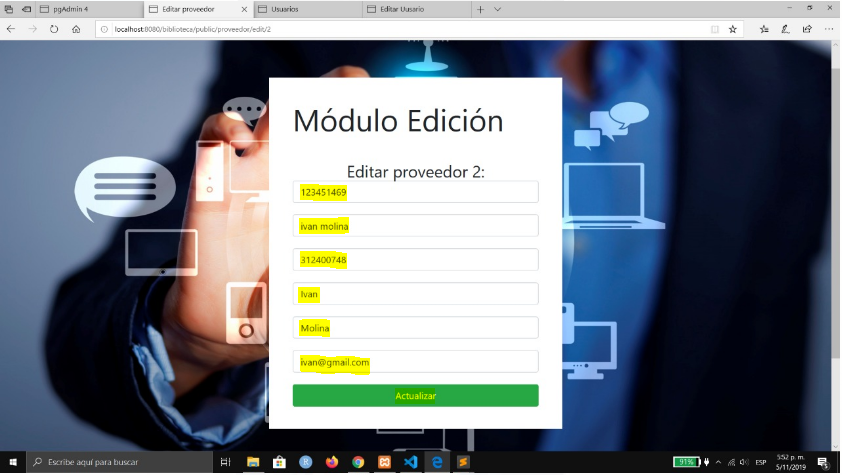 pgAdmin 4
Editar proveedor
Usuarios
Editar Uusario
localhost:8080/biblioteca/public/proveedor/edit/2
Módulo Edición
Editar proveedor 2:
123451469
ivan molina
312400748
Ivan
Molina
ivan@gmail.com
Actualizar
Escribe aquí para buscar
91%
ESP
5:52 p. m.
5/11/2019